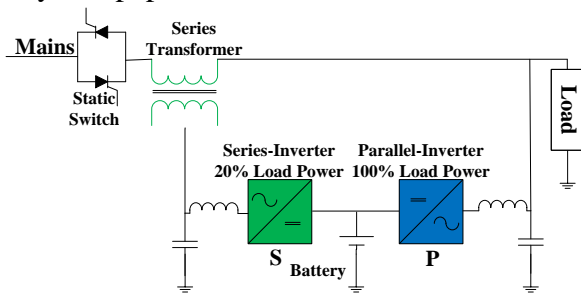 Series
Transformer
Mains
Static
Switch
Load
Series-Inverter
20% Load Power
Parallel-Inverter
100% Load Power
S
Battery
P